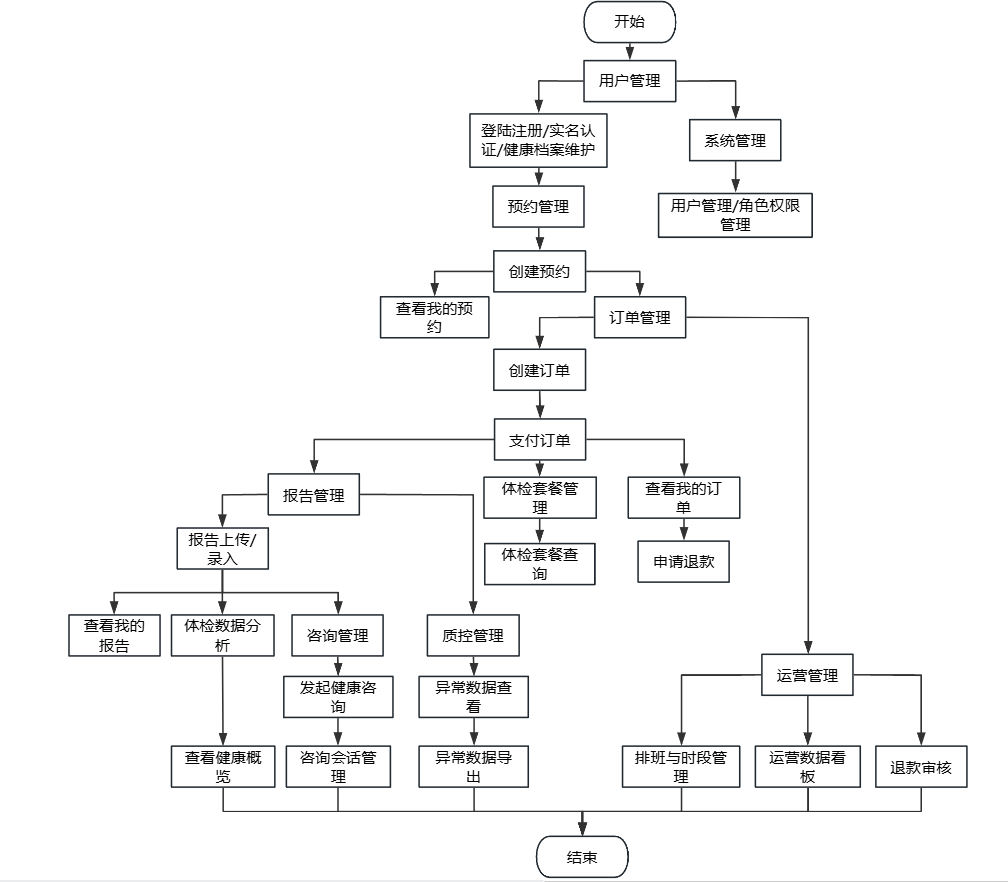 开始
用户管理
登陆注册/实名认
证/健康档案维护
系统管理
预约管理
用户管理/角色权限
管理
创建预约
查看我的预
约
订单管理
创建订单
支付订单
报告管理
体检套餐管
理
查看我的订
单
报告上传/
录入
体检套餐查
询
申请退款
查看我的
报告
体检数据分
析
咨询管理
质控管理
运营管理
发起健康咨
询
异常数据查
看
查看健康概
览
咨询会话管
理
异常数据导
出
排班与时段管
理
运营数据看
板
退款审核
结束